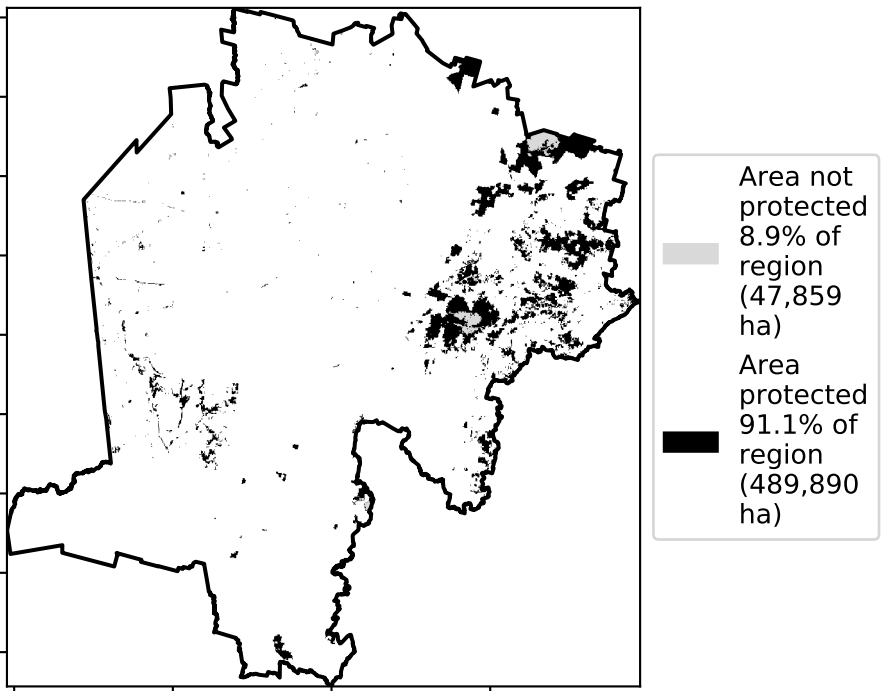 Area not
protected
8.9% of
region
(47,859
ha)
Area
protected
91.1% of
region
(489,890
ha)